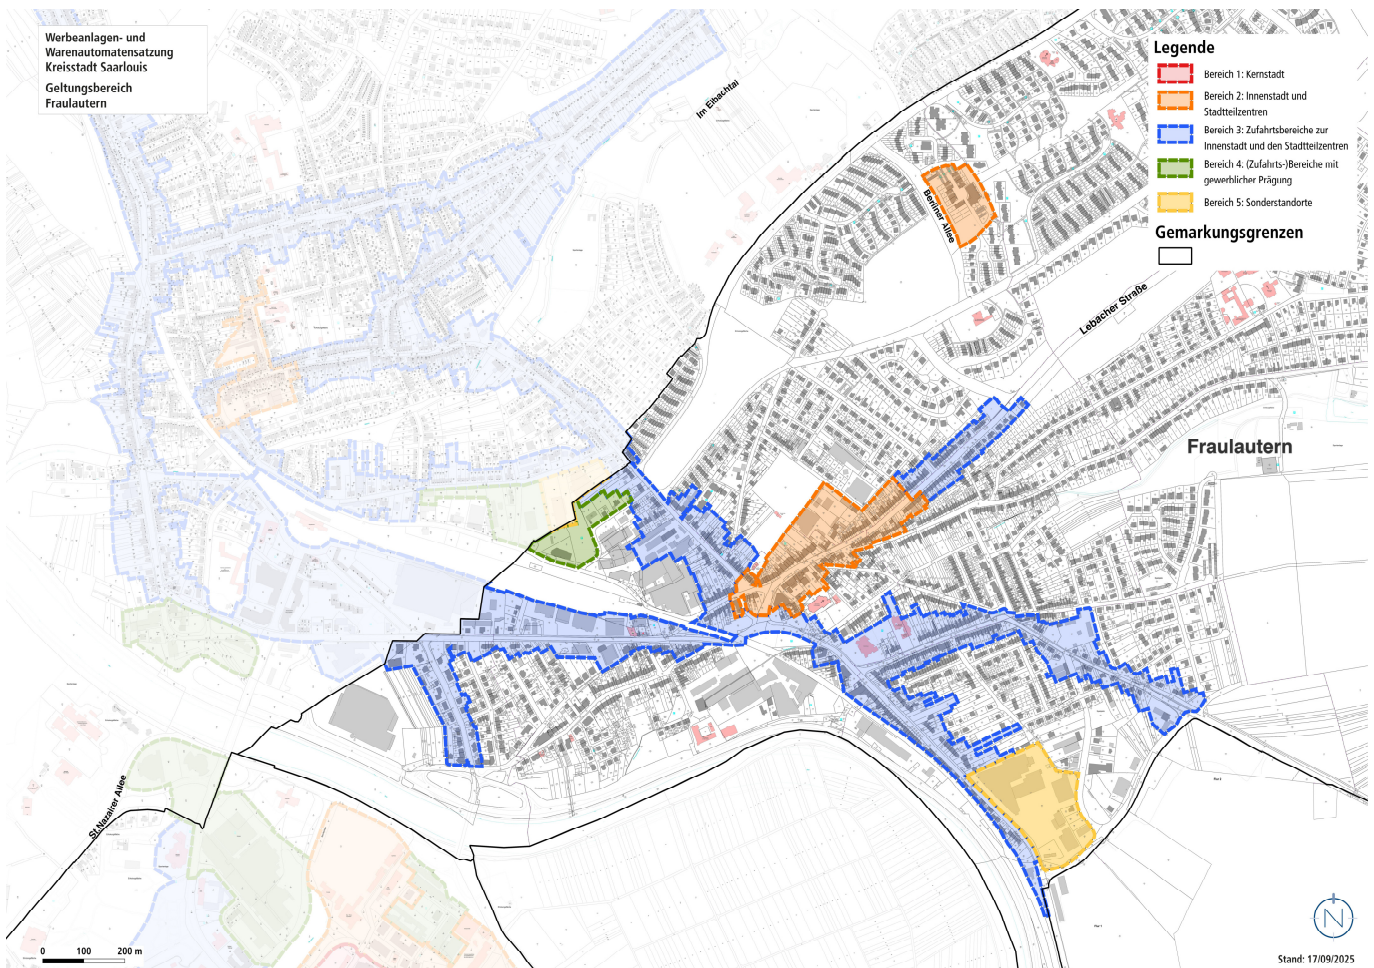 Werbeanlagen- und
Warenautomatensatzung
Kreisstadt Saarlouis
Geltungsbereich
Fraulautern
Legende
Bereich 1: Kernstadt
Bereich 2: Innenstadt und
Stadtteilzentren
Bereich 3: Zufahrtsbereiche zur
Innenstadt und den Stadtteilzentren
Bereich 4: (Zufahrts-)Bereiche mit
gewerblicher Prägung
Bereich 5: Sonderstandorte
Gemarkungsgrenzen
Im Eibachtal
Berliner Allee
Lebacher Straße
Fraulautern
St.Nazairer Allee
0 100 200 m
N
Stand: 17/09/2025